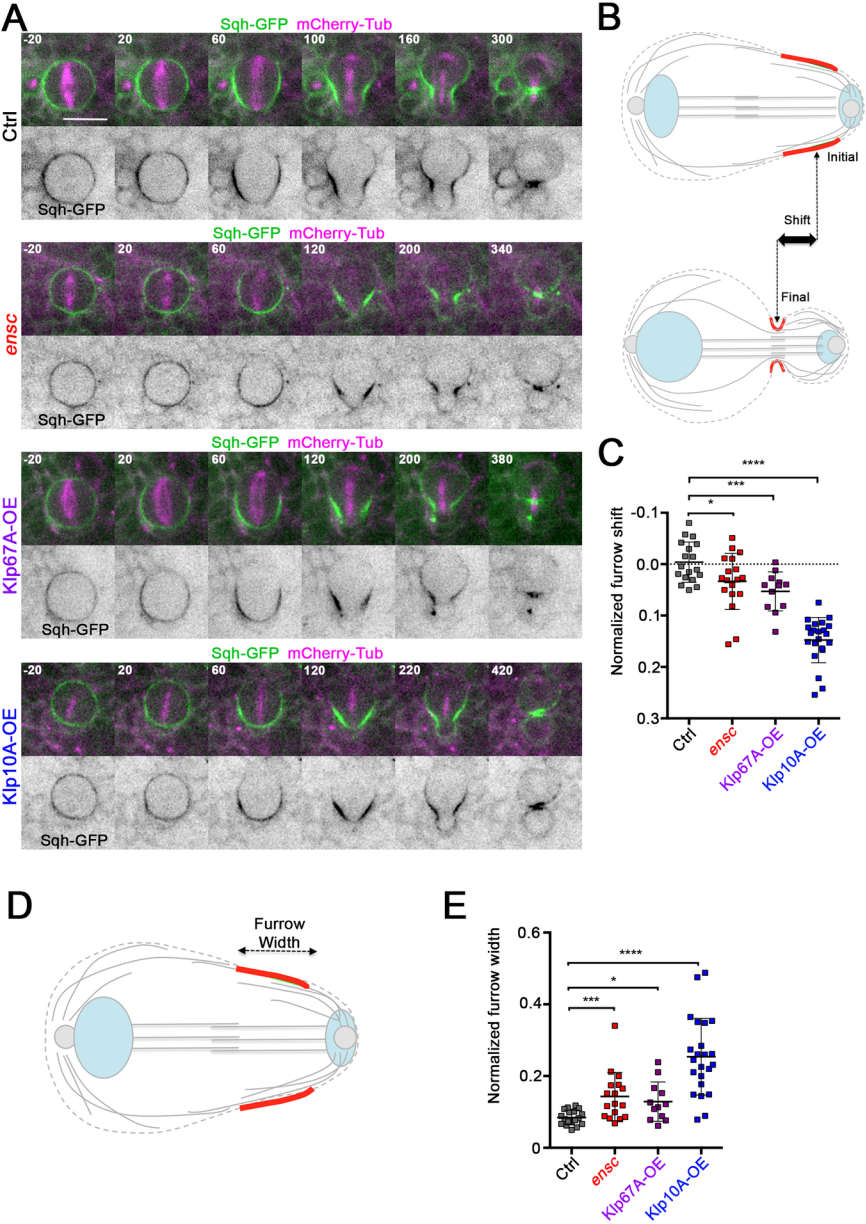 A
Sqh-GFP mCherry-Tub
-20 20 60 100 160 300
Ctrl
Sqh-GFP
Sqh-GFP mCherry-Tub
-20 20 60 120 200 340
ensc
Sqh-GFP
Sqh-GFP mCherry-Tub
-20 20 60 120 200 380
Klp67A-OE
Sqh-GFP
Sqh-GFP mCherry-Tub
-20 20 60 120 220 420
Klp10A-OE
Sqh-GFP
B
Initial
Shift
Final
C
****
***
*
Normalized furrow shift
-0.1
0.0
0.1
0.2
0.3
Ctrl
ensc
Klp67A-OE
Klp10A-OE
D
Furrow
Width
E
Normalized furrow width
0.6
0.4
0.2
0
****
*
***
Ctrl
ensc
Klp67A-OE
Klp10A-OE